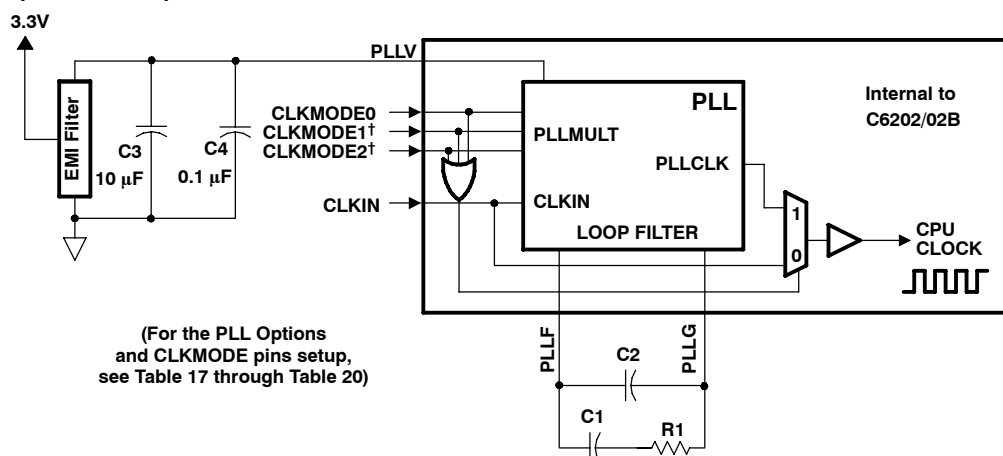 3.3V
PLLV
EMI Filter
C3
10 μF
C4
0.1 μF
CLKMODE0
CLKMODE1†
CLKMODE2†
CLKIN
PLL
PLLMULT
PLLCLK
CLKIN
LOOP FILTER
Internal to
C6202/02B
1
0
CPU
CLOCK
(For the PLL Options
and CLKMODE pins setup,
see Table 17 through Table 20)
PLLF
PLLG
C2
C1
R1